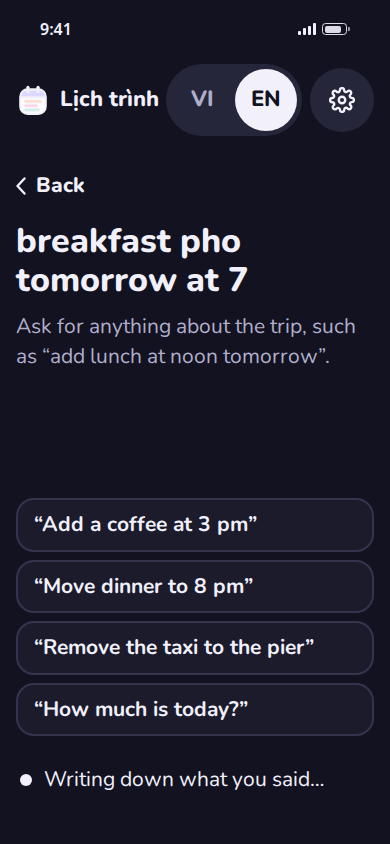 9:41
Lịch trình
VI
EN
Back
breakfast pho
tomorrow at 7
Ask for anything about the trip, such
as “add lunch at noon tomorrow”.
“Add a coffee at 3 pm”
“Move dinner to 8 pm”
“Remove the taxi to the pier”
“How much is today?”
Writing down what you said...